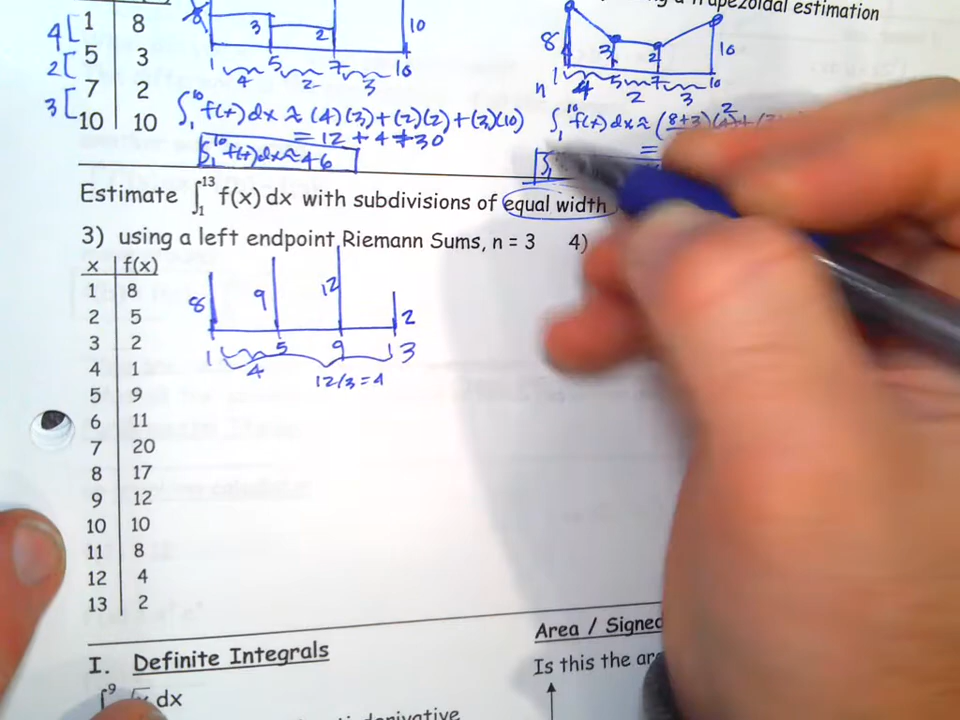 a Trapezoidal estimation
x f(x)
4 [ 1 8
2 [ 5 3
3 [ 7 2
10 10
8 3 2 10
1 5 7 10
4 2 3
∫₁¹⁰ f(x) dx ≈ (4)(3) + (2)(2) + (3)(10)
= 12 + 4 + 30
∫₁¹⁰ f(x) dx ≈ 46
8 3 2 10
1 5 7 10
4 2 3
∫₁¹⁰ f(x) dx ≈ (8+3)(4) +
2
=
Estimate ∫₁¹³ f(x) dx with subdivisions of equal width
3) using a left endpoint Riemann Sums, n = 3 4)
x f(x)
1 8
2 5
3 2
4 1
5 9
6 11
7 20
8 17
9 12
10 10
11 8
12 4
13 2
8 9 12 2
1 5 9 13
4 12/3 = 4
I. Definite Integrals
dx
Area / Signed
Is this the